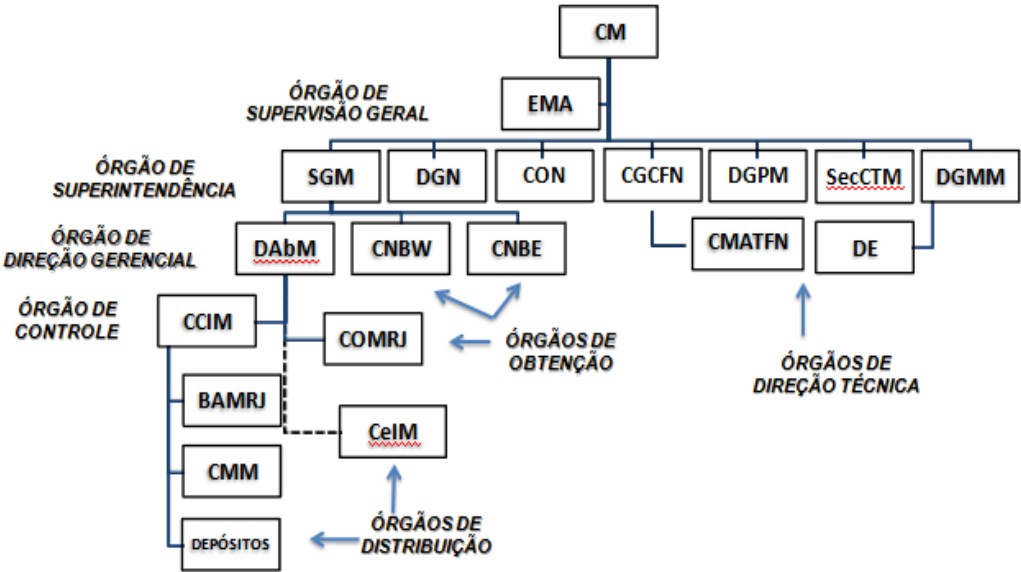 CM
ÓRGÃO DE
SUPERVISÃO GERAL
EMA
ÓRGÃO DE
SUPERINTENDÊNCIA
SGM
DGN
CON
CGCFN
DGPM
SecCTM
DGMM
ÓRGÃO DE
DIREÇÃO GERENCIAL
DAbM
CNBW
CNBE
CMATFN
DE
ÓRGÃO DE
CONTROLE
CCIM
COMRJ
ÓRGÃOS DE
OBTENÇÃO
ÓRGÃOS DE
DIREÇÃO TÉCNICA
BAMRJ
CeIM
CMM
DEPÓSITOS
ÓRGÃOS DE
DISTRIBUIÇÃO